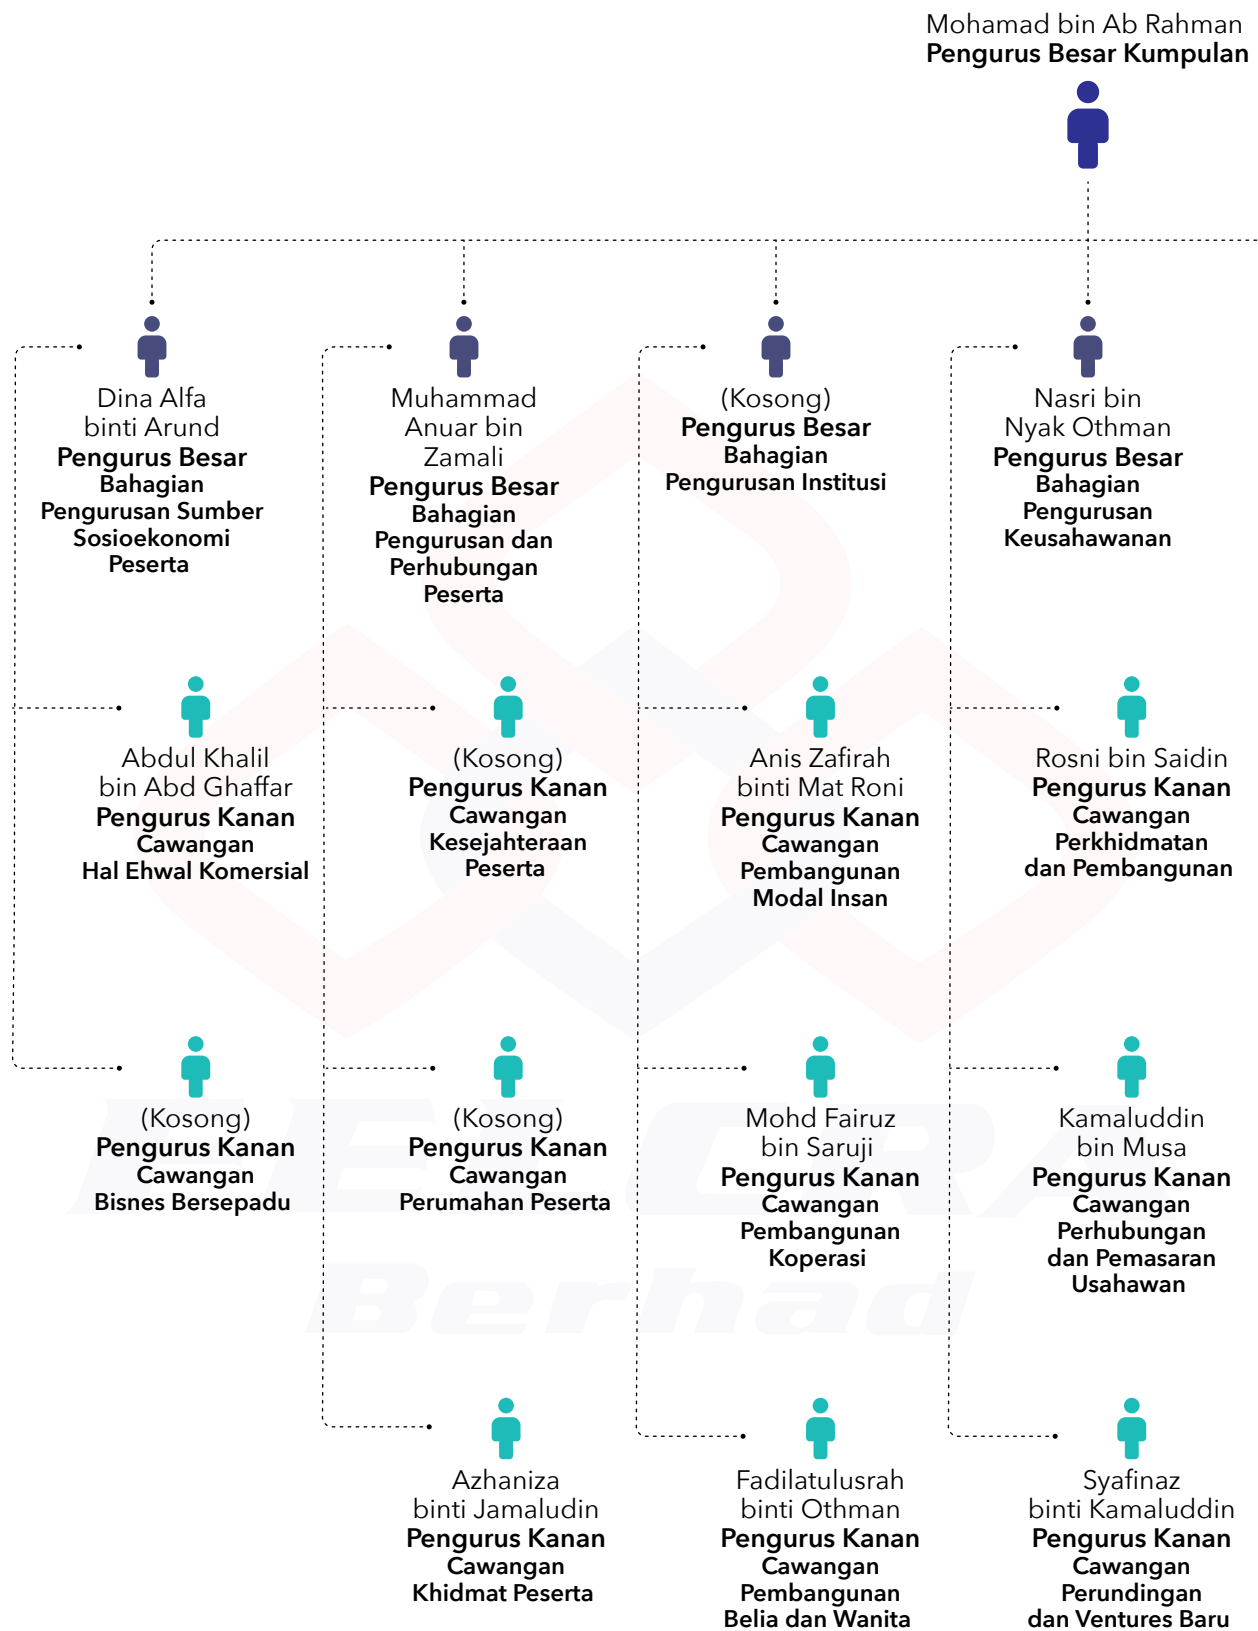 Mohamad bin Ab Rahman
Pengurus Besar Kumpulan
Dina Alfa
binti Arund
Pengurus Besar
Bahagian
Pengurusan Sumber
Sosioekonomi
Peserta
Muhammad
Anuar bin
Zamali
Pengurus Besar
Bahagian
Pengurusan dan
Perhubungan
Peserta
(Kosong)
Pengurus Besar
Bahagian
Pengurusan Institusi
Nasri bin
Nyak Othman
Pengurus Besar
Bahagian
Pengurusan
Keusahawanan
Abdul Khalil
bin Abd Ghaffar
Pengurus Kanan
Cawangan
Hal Ehwal Komersial
(Kosong)
Pengurus Kanan
Cawangan
Kesejahteraan
Peserta
Anis Zafirah
binti Mat Roni
Pengurus Kanan
Cawangan
Pembangunan
Modal Insan
Rosni bin Saidin
Pengurus Kanan
Cawangan
Perkhidmatan
dan Pembangunan
(Kosong)
Pengurus Kanan
Cawangan
Bisnes Bersepadu
(Kosong)
Pengurus Kanan
Cawangan
Perumahan Peserta
Mohd Fairuz
bin Saruji
Pengurus Kanan
Cawangan
Pembangunan
Koperasi
Kamaluddin
bin Musa
Pengurus Kanan
Cawangan
Perhubungan
dan Pemasaran
Usahawan
Azhaniza
binti Jamaludin
Pengurus Kanan
Cawangan
Khidmat Peserta
Fadilatulusrah
binti Othman
Pengurus Kanan
Cawangan
Pembangunan
Belia dan Wanita
Syafinaz
binti Kamaluddin
Pengurus Kanan
Cawangan
Perundingan
dan Ventures Baru
FELCRA
Berhad